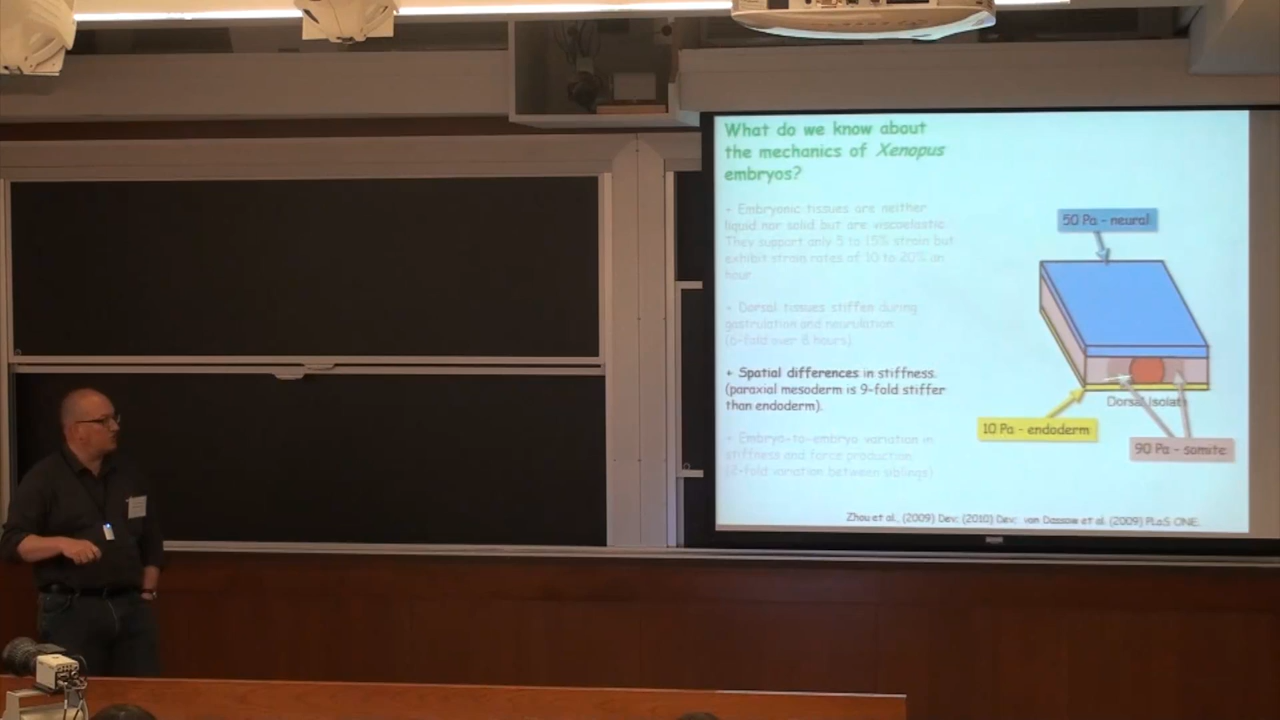 What do we know about
the mechanics of Xenopus
embryos?
+ Embryonic tissues are neither
liquid nor solid but are viscoelastic.
They support only 5 to 15% strain but
exhibit strain rates of 10 to 20% an
hour.
+ Dorsal tissues stiffen during
gastrulation and neurulation
(6-fold over 8 hours).
+ Spatial differences in stiffness.
(paraxial mesoderm is 9-fold stiffer
than endoderm).
+ Embryo-to-embryo variation in
stiffness and force production
(2-fold variation between siblings)
50 Pa - neural
Dorsal Isolate
10 Pa - endoderm
90 Pa - somite
Zhou et al., (2009) Dev; (2010) Dev; von Dassow et al. (2009) PLoS ONE.